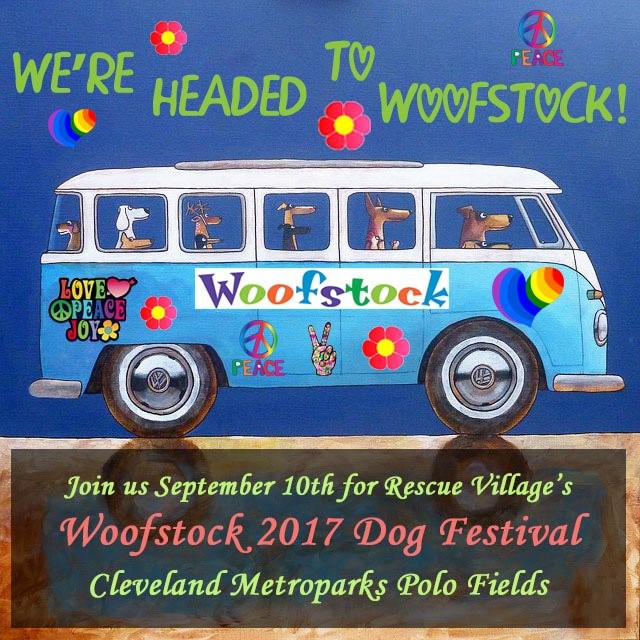 WE'RE HEADED TO WOOFSTOCK!
PEACE
Woofstock
LOVE
PEACE
JOY
PEACE
Join us September 10th for Rescue Village's
Woofstock 2017 Dog Festival
Cleveland Metroparks Polo Fields